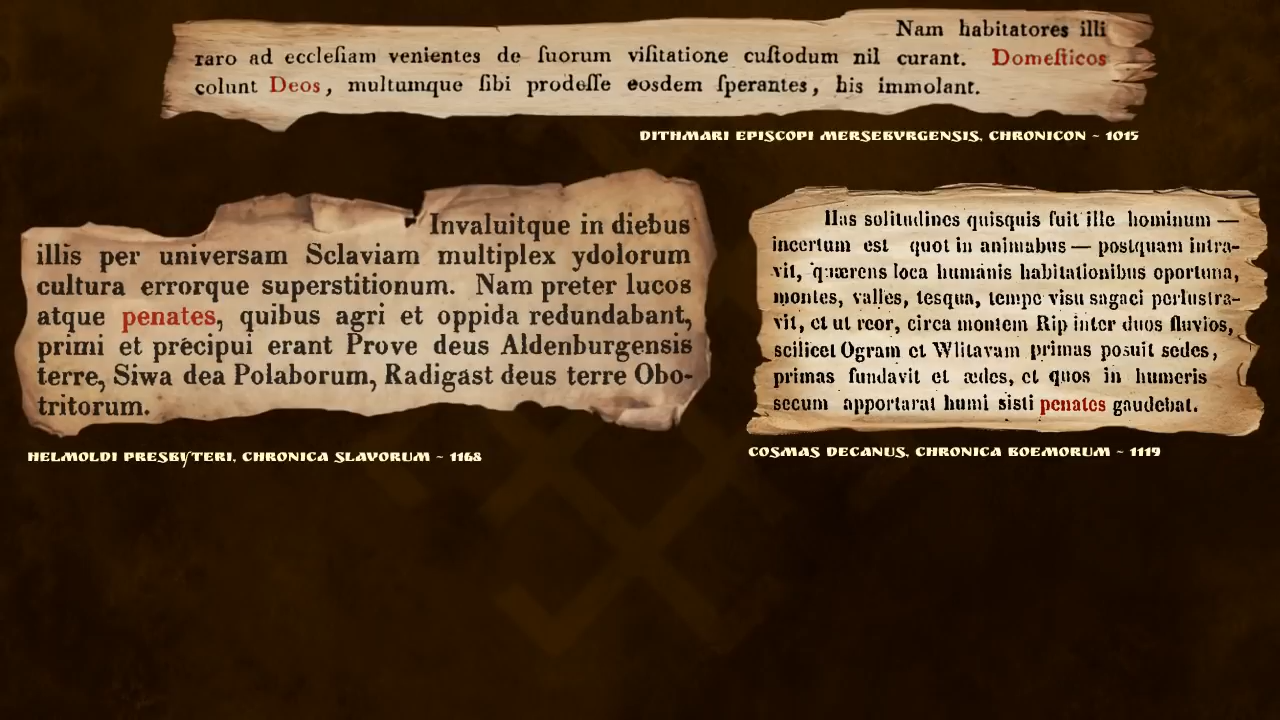 Nam habitatores illi
raro ad eccleſiam venientes de ſuorum viſitatione cuſtodum nil curant. Domeſticos
colunt Deos, multumque ſibi prodeſſe eosdem ſperantes, his immolant.
DITHMARI EPISCOPI MERSEBVRGENSIS, CHRONICON ~ 1015
Invaluitque in diebus
illis per universam Sclaviam multiplex ydolorum
cultura errorque superstitionum. Nam preter lucos
atque penates, quibus agri et oppida redundabant,
primi et precipui erant Prove deus Aldenburgensis
terre, Siwa dea Polaborum, Radigast deus terre Obo-
tritorum.
HELMOLDI PRESBYTERI, CHRONICA SLAVORUM ~ 1168
Has solitudines quisquis fuit ille hominum —
incertum est quot in animabus — postquam intra-
vit, quærens loca humanis habitationibus oportuna,
montes, valles, tesqua, tempe visu sagaci perlustra-
vit, et ut reor, circa montem Rip inter duos fluvios,
scilicet Ogram et Wlitavam primas posuit sedes,
primas fundavit et ædes, et quos in humeris
secum apportarat humi sisti penates gaudebat.
COSMAS DECANUS, CHRONICA BOEMORUM ~ 1119